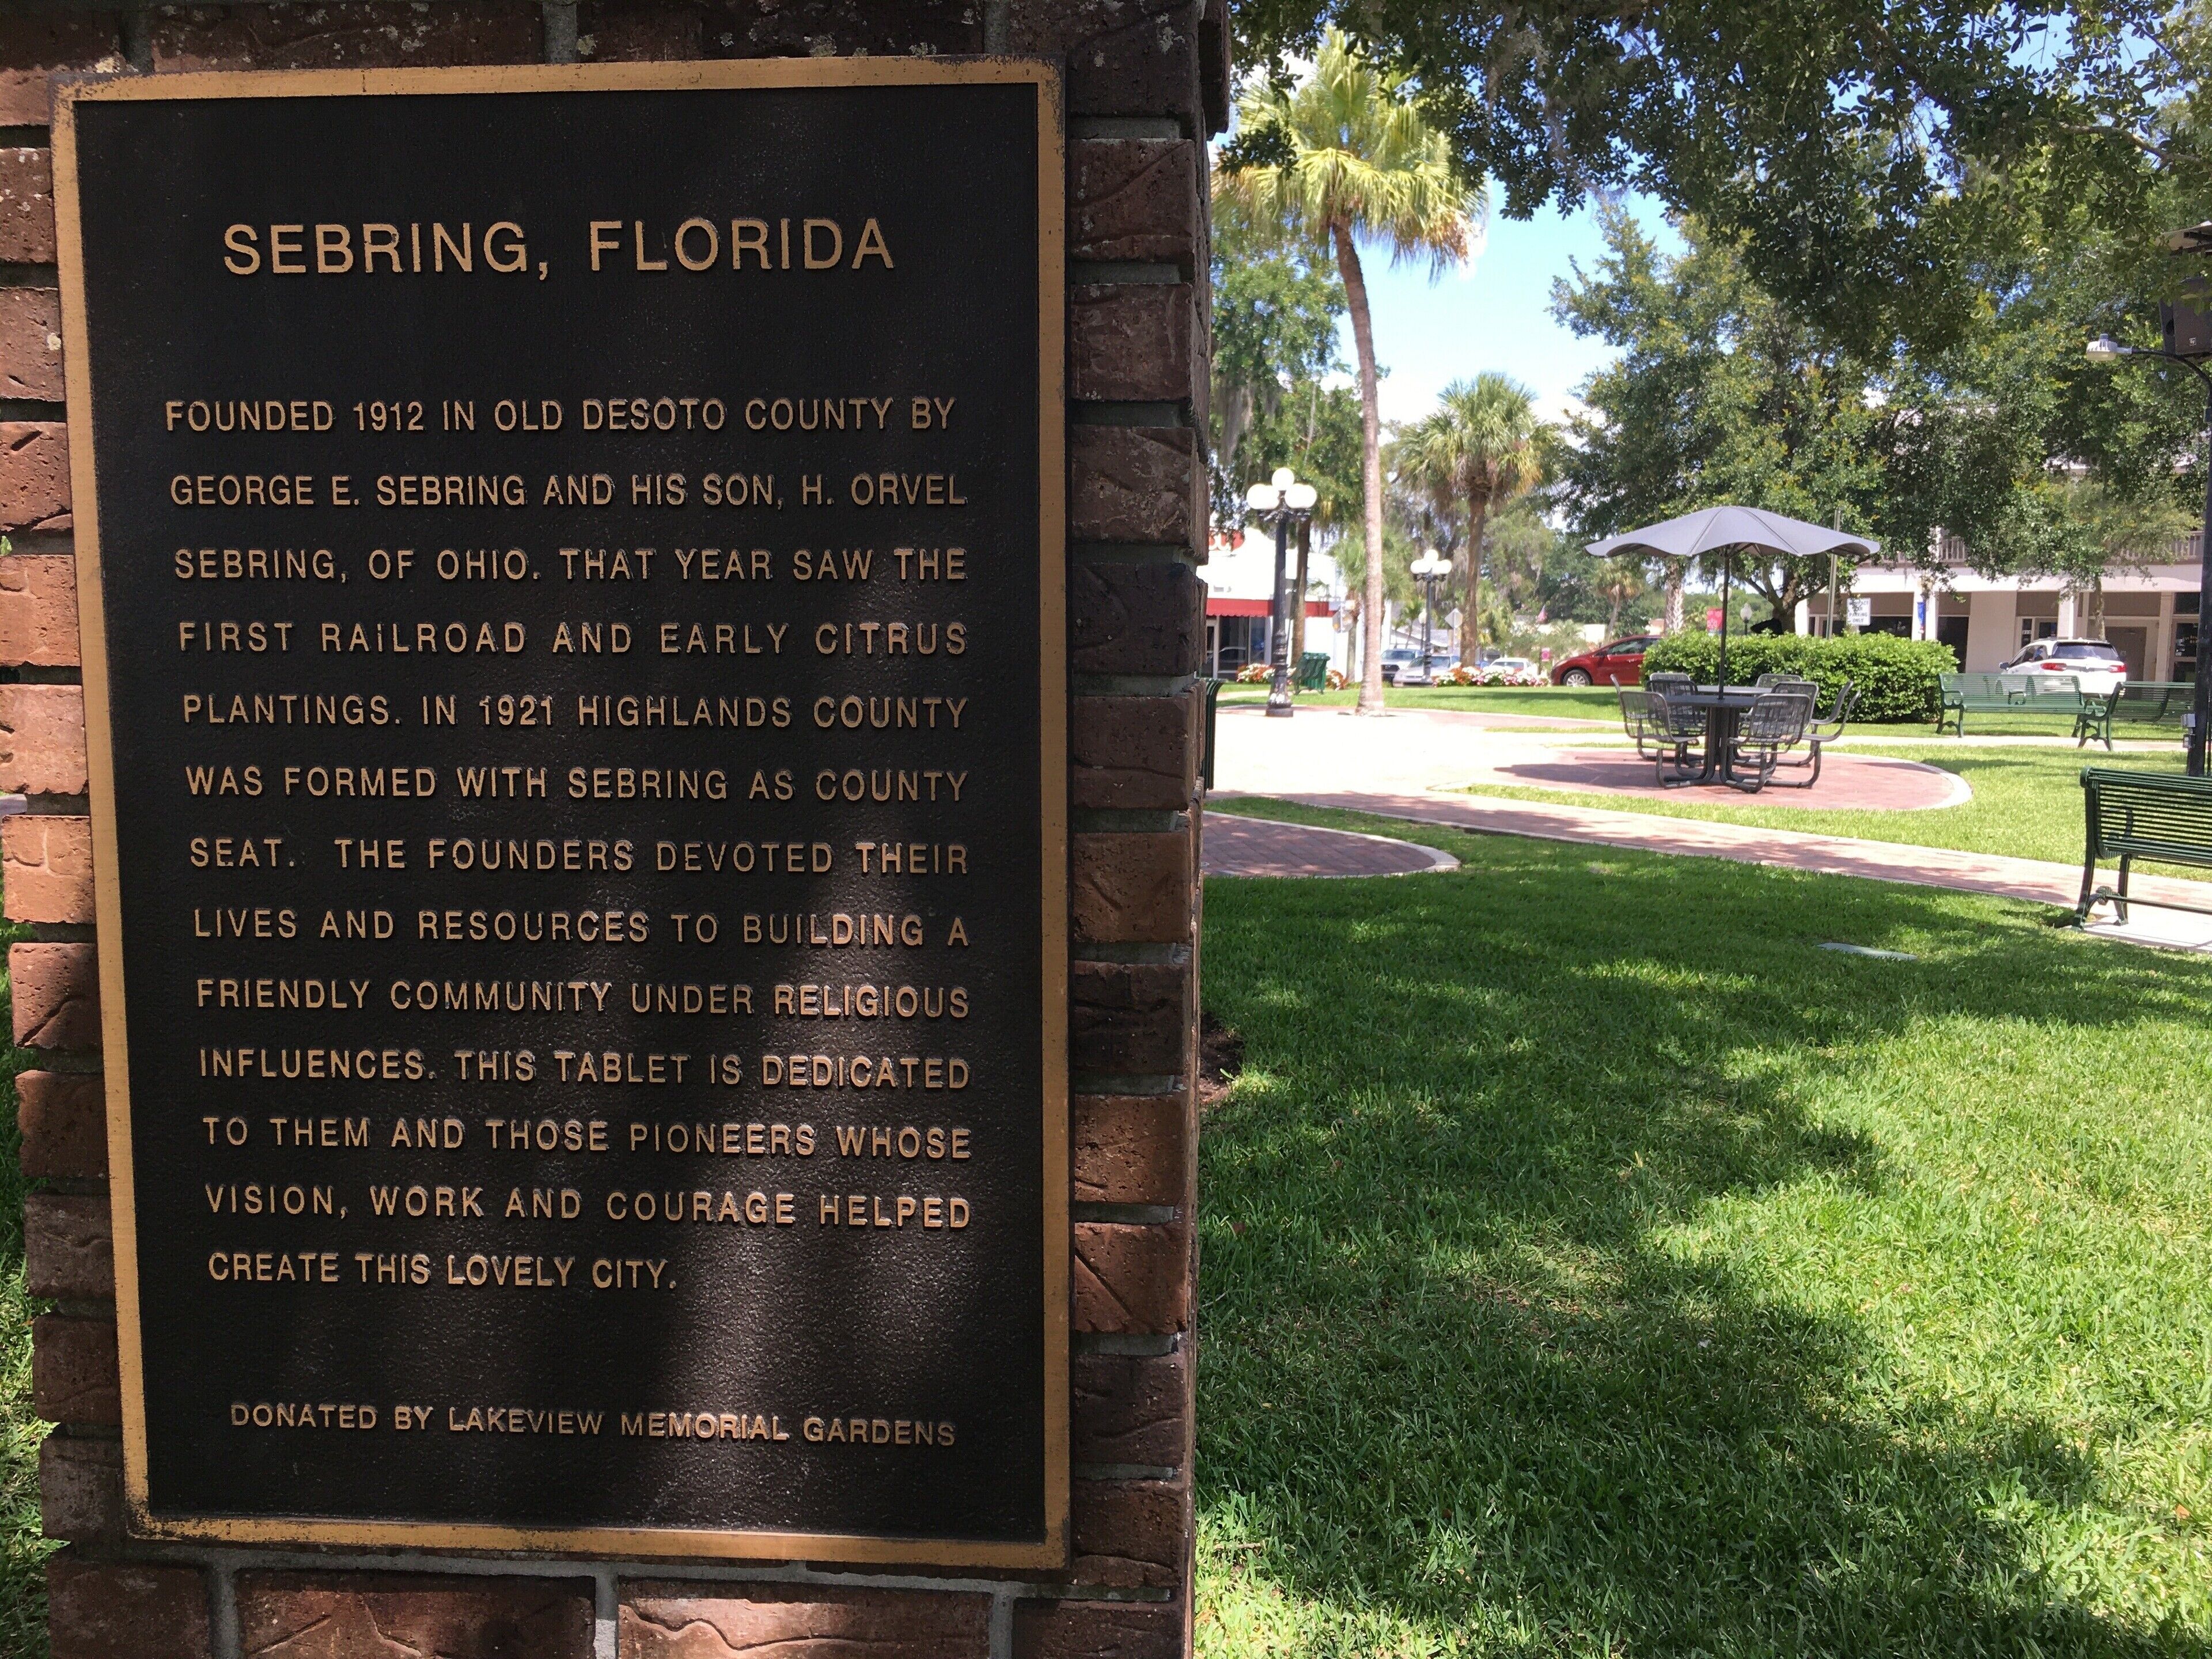 SEBRING, FLORIDA
FOUNDED 1912 IN OLD DESOTO COUNTY BY
GEORGE E. SEBRING AND HIS SON, H. ORVEL
SEBRING, OF OHIO. THAT YEAR SAW THE
FIRST RAILROAD AND EARLY CITRUS
PLANTINGS. IN 1921 HIGHLANDS COUNTY
WAS FORMED WITH SEBRING AS COUNTY
SEAT. THE FOUNDERS DEVOTED THEIR
LIVES AND RESOURCES TO BUILDING A
FRIENDLY COMMUNITY UNDER RELIGIOUS
INFLUENCES. THIS TABLET IS DEDICATED
TO THEM AND THOSE PIONEERS WHOSE
VISION, WORK AND COURAGE HELPED
CREATE THIS LOVELY CITY.
DONATED BY LAKEVIEW MEMORIAL GARDENS